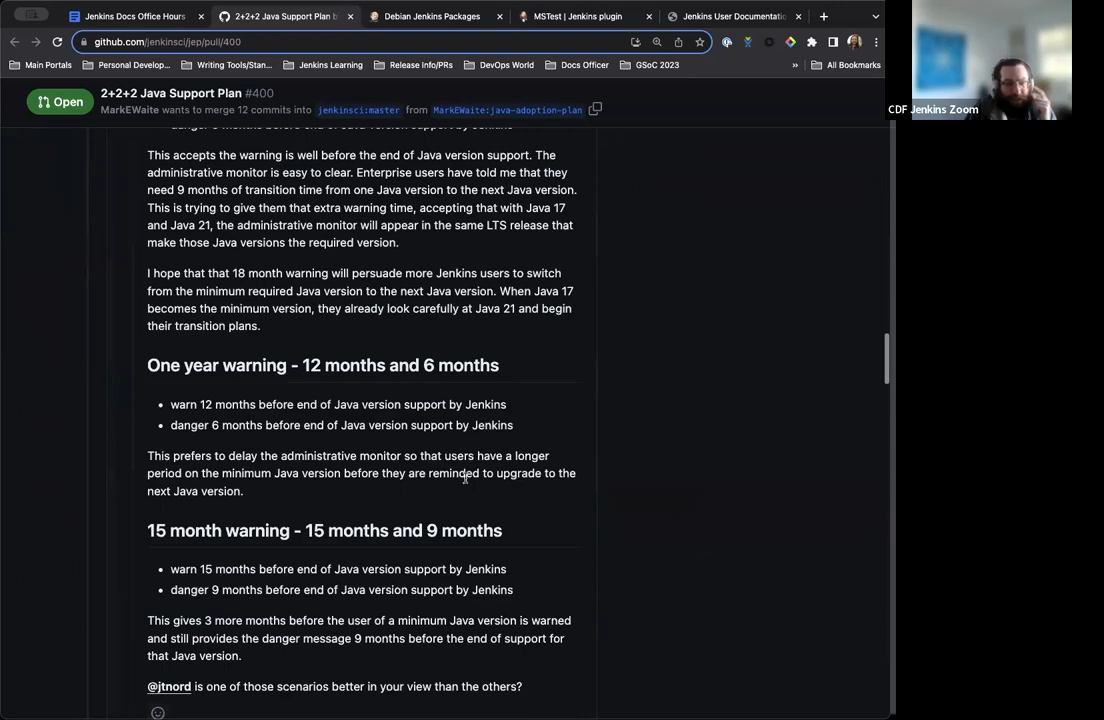 Jenkins Docs Office Hours
2+2+2 Java Support Plan b
Debian Jenkins Packages
MSTest | Jenkins plugin
Jenkins User Documentatio
github.com/jenkinsci/jep/pull/400
Main Portals
Personal Develop...
Writing Tools/Stan...
Jenkins Learning
Release Info/PRs
DevOps World
Docs Officer
GSoC 2023
»
All Bookmarks
Open
2+2+2 Java Support Plan #400
MarkEWaite wants to merge 12 commits into jenkinsci:master from MarkEWaite:java-adoption-plan
CDF Jenkins Zoom
This accepts the warning is well before the end of Java version support. The
administrative monitor is easy to clear. Enterprise users have told me that they
need 9 months of transition time from one Java version to the next Java version.
This is trying to give them that extra warning time, accepting that with Java 17
and Java 21, the administrative monitor will appear in the same LTS release that
make those Java versions the required version.
I hope that that 18 month warning will persuade more Jenkins users to switch
from the minimum required Java version to the next Java version. When Java 17
becomes the minimum version, they already look carefully at Java 21 and begin
their transition plans.
One year warning - 12 months and 6 months
• warn 12 months before end of Java version support by Jenkins
• danger 6 months before end of Java version support by Jenkins
This prefers to delay the administrative monitor so that users have a longer
period on the minimum Java version before they are reminded to upgrade to the
next Java version.
15 month warning - 15 months and 9 months
• warn 15 months before end of Java version support by Jenkins
• danger 9 months before end of Java version support by Jenkins
This gives 3 more months before the user of a minimum Java version is warned
and still provides the danger message 9 months before the end of support for
that Java version.
@jtnord is one of those scenarios better in your view than the others?